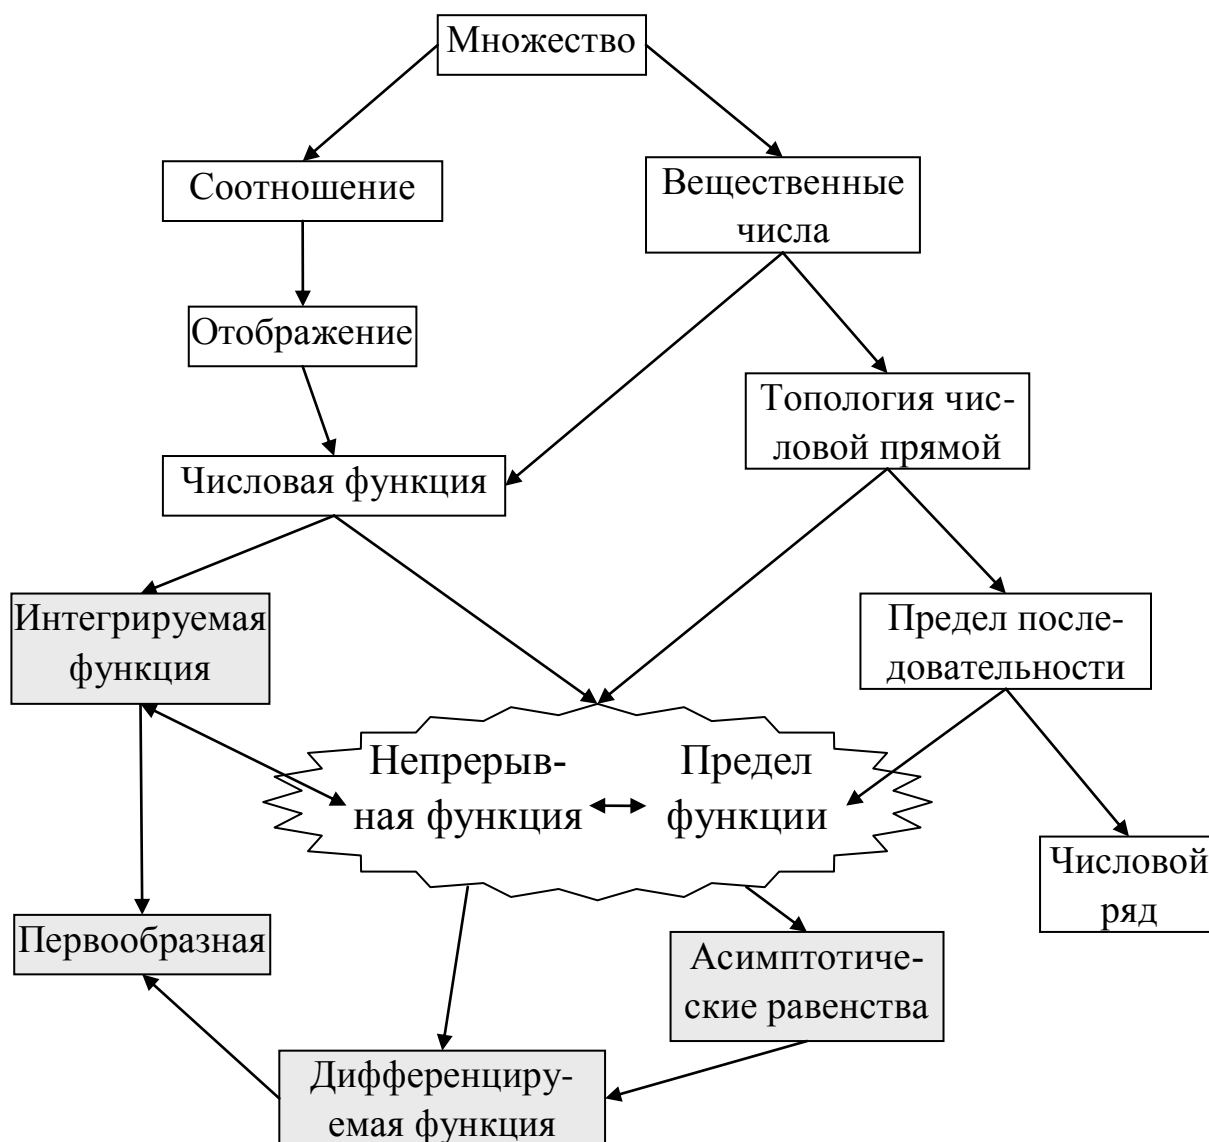 Множество
Соотношение
Вещественные
числа
Отображение
Топология чис-
ловой прямой
Числовая функция
Интегрируемая
функция
Предел после-
довательности
Непрерыв-
ная функция
Предел
функции
Числовой
ряд
Первообразная
Асимптотиче-
ские равенства
Дифференциру-
емая функция